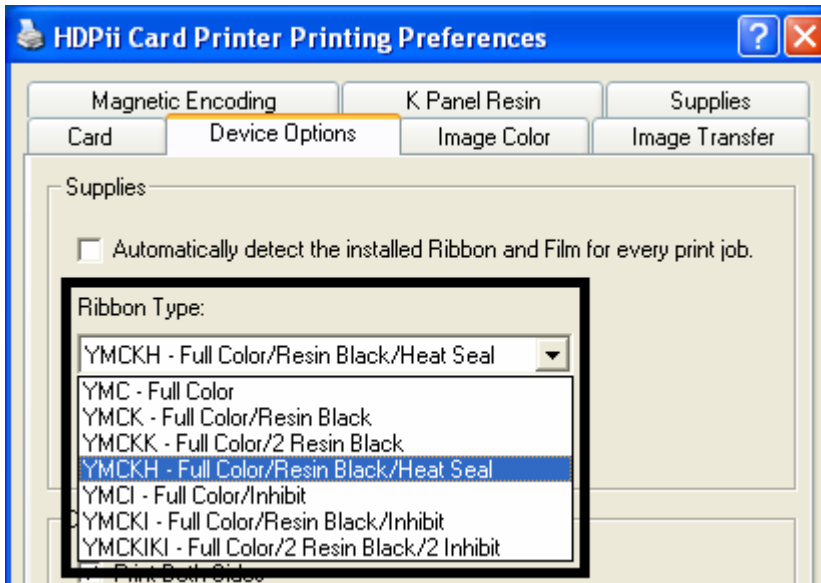 HDPii Card Printer Printing Preferences
Magnetic Encoding K Panel Resin Supplies
Card Device Options Image Color Image Transfer
Supplies
Automatically detect the installed Ribbon and Film for every print job.
Ribbon Type:
YMCKH - Full Color/Resin Black/Heat Seal
YMC - Full Color
YMCK - Full Color/Resin Black
YMCKK - Full Color/2 Resin Black
YMCKH - Full Color/Resin Black/Heat Seal
YMCI - Full Color/Inhibit
YMCKI - Full Color/Resin Black/Inhibit
YMCKIKI - Full Color/2 Resin Black/2 Inhibit
Print Both Sides